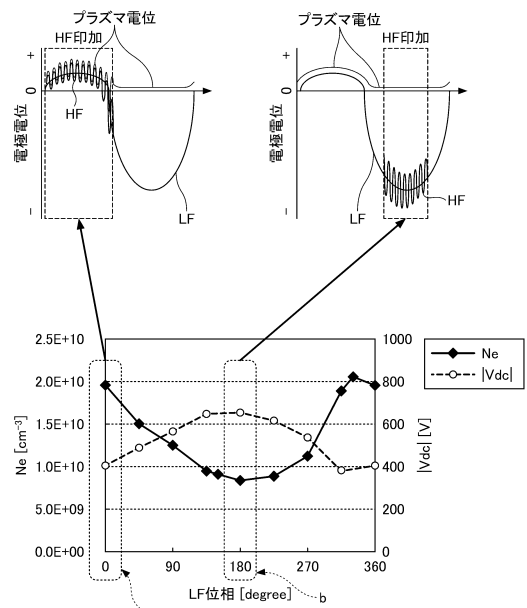 プラズマ電位
HF印加
+
0
−
電極電位
HF
LF
プラズマ電位
HF印加
+
0
−
電極電位
LF
HF
2.5E+10
2.0E+10
1.5E+10
1.0E+10
5.0E+09
0.0E+00
Ne [cm⁻³]
1000
800
600
400
200
0
|Vdc| [V]
Ne
|Vdc|
0
90
180
270
360
LF位相 [degree]
b